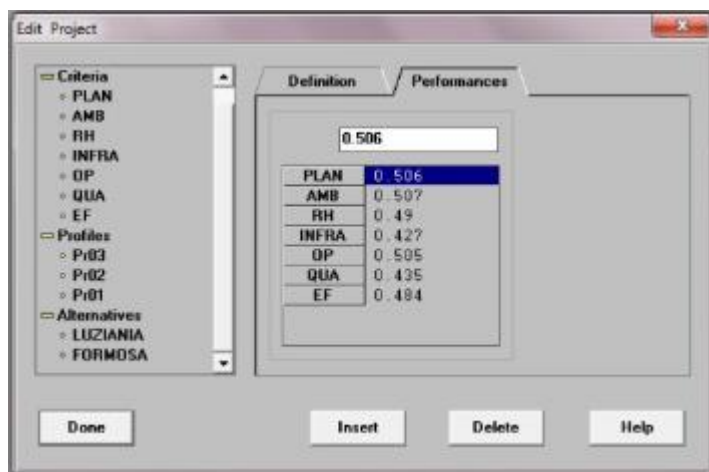 Edit Project
Criteria
PLAN
AMB
RH
INFRA
OP
QUA
EF
Profiles
Pr03
Pr02
Pr01
Alternatives
LUZIANIA
FORMOSA
Definition
Performances
0.506
PLAN 0.506
AMB 0.507
RH 0.49
INFRA 0.427
OP 0.505
QUA 0.435
EF 0.484
Done
Insert
Delete
Help